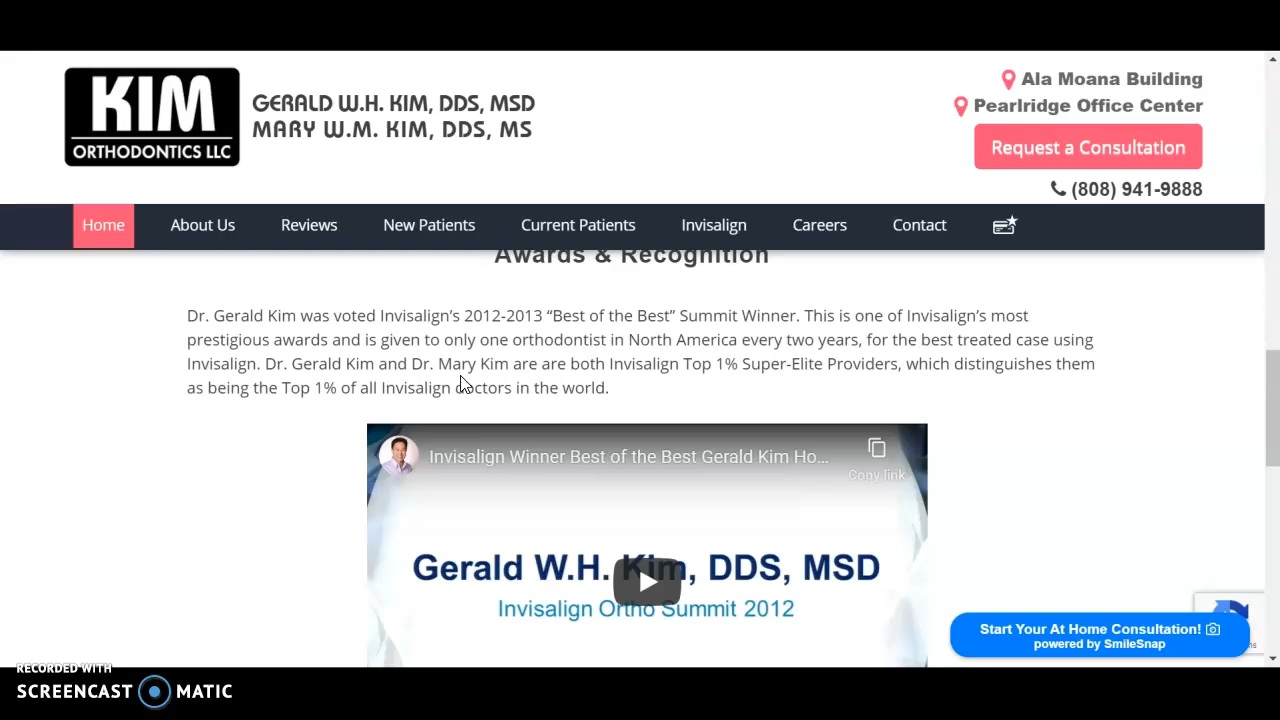 KIM
ORTHODONTICS LLC
GERALD W.H. KIM, DDS, MSD
MARY W.M. KIM, DDS, MS
Ala Moana Building
Pearlridge Office Center
Request a Consultation
(808) 941-9888
Home About Us Reviews New Patients Current Patients Invisalign Careers Contact
Awards & Recognition
Dr. Gerald Kim was voted Invisalign's 2012-2013 “Best of the Best” Summit Winner. This is one of Invisalign's most
prestigious awards and is given to only one orthodontist in North America every two years, for the best treated case using
Invisalign. Dr. Gerald Kim and Dr. Mary Kim are are both Invisalign Top 1% Super-Elite Providers, which distinguishes them
as being the Top 1% of all Invisalign doctors in the world.
Invisalign Winner Best of the Best Gerald Kim Ho...
Copy link
Gerald W.H. Kim, DDS, MSD
Invisalign Ortho Summit 2012
Start Your At Home Consultation!
powered by SmileSnap
RECORDED WITH
SCREENCAST MATIC